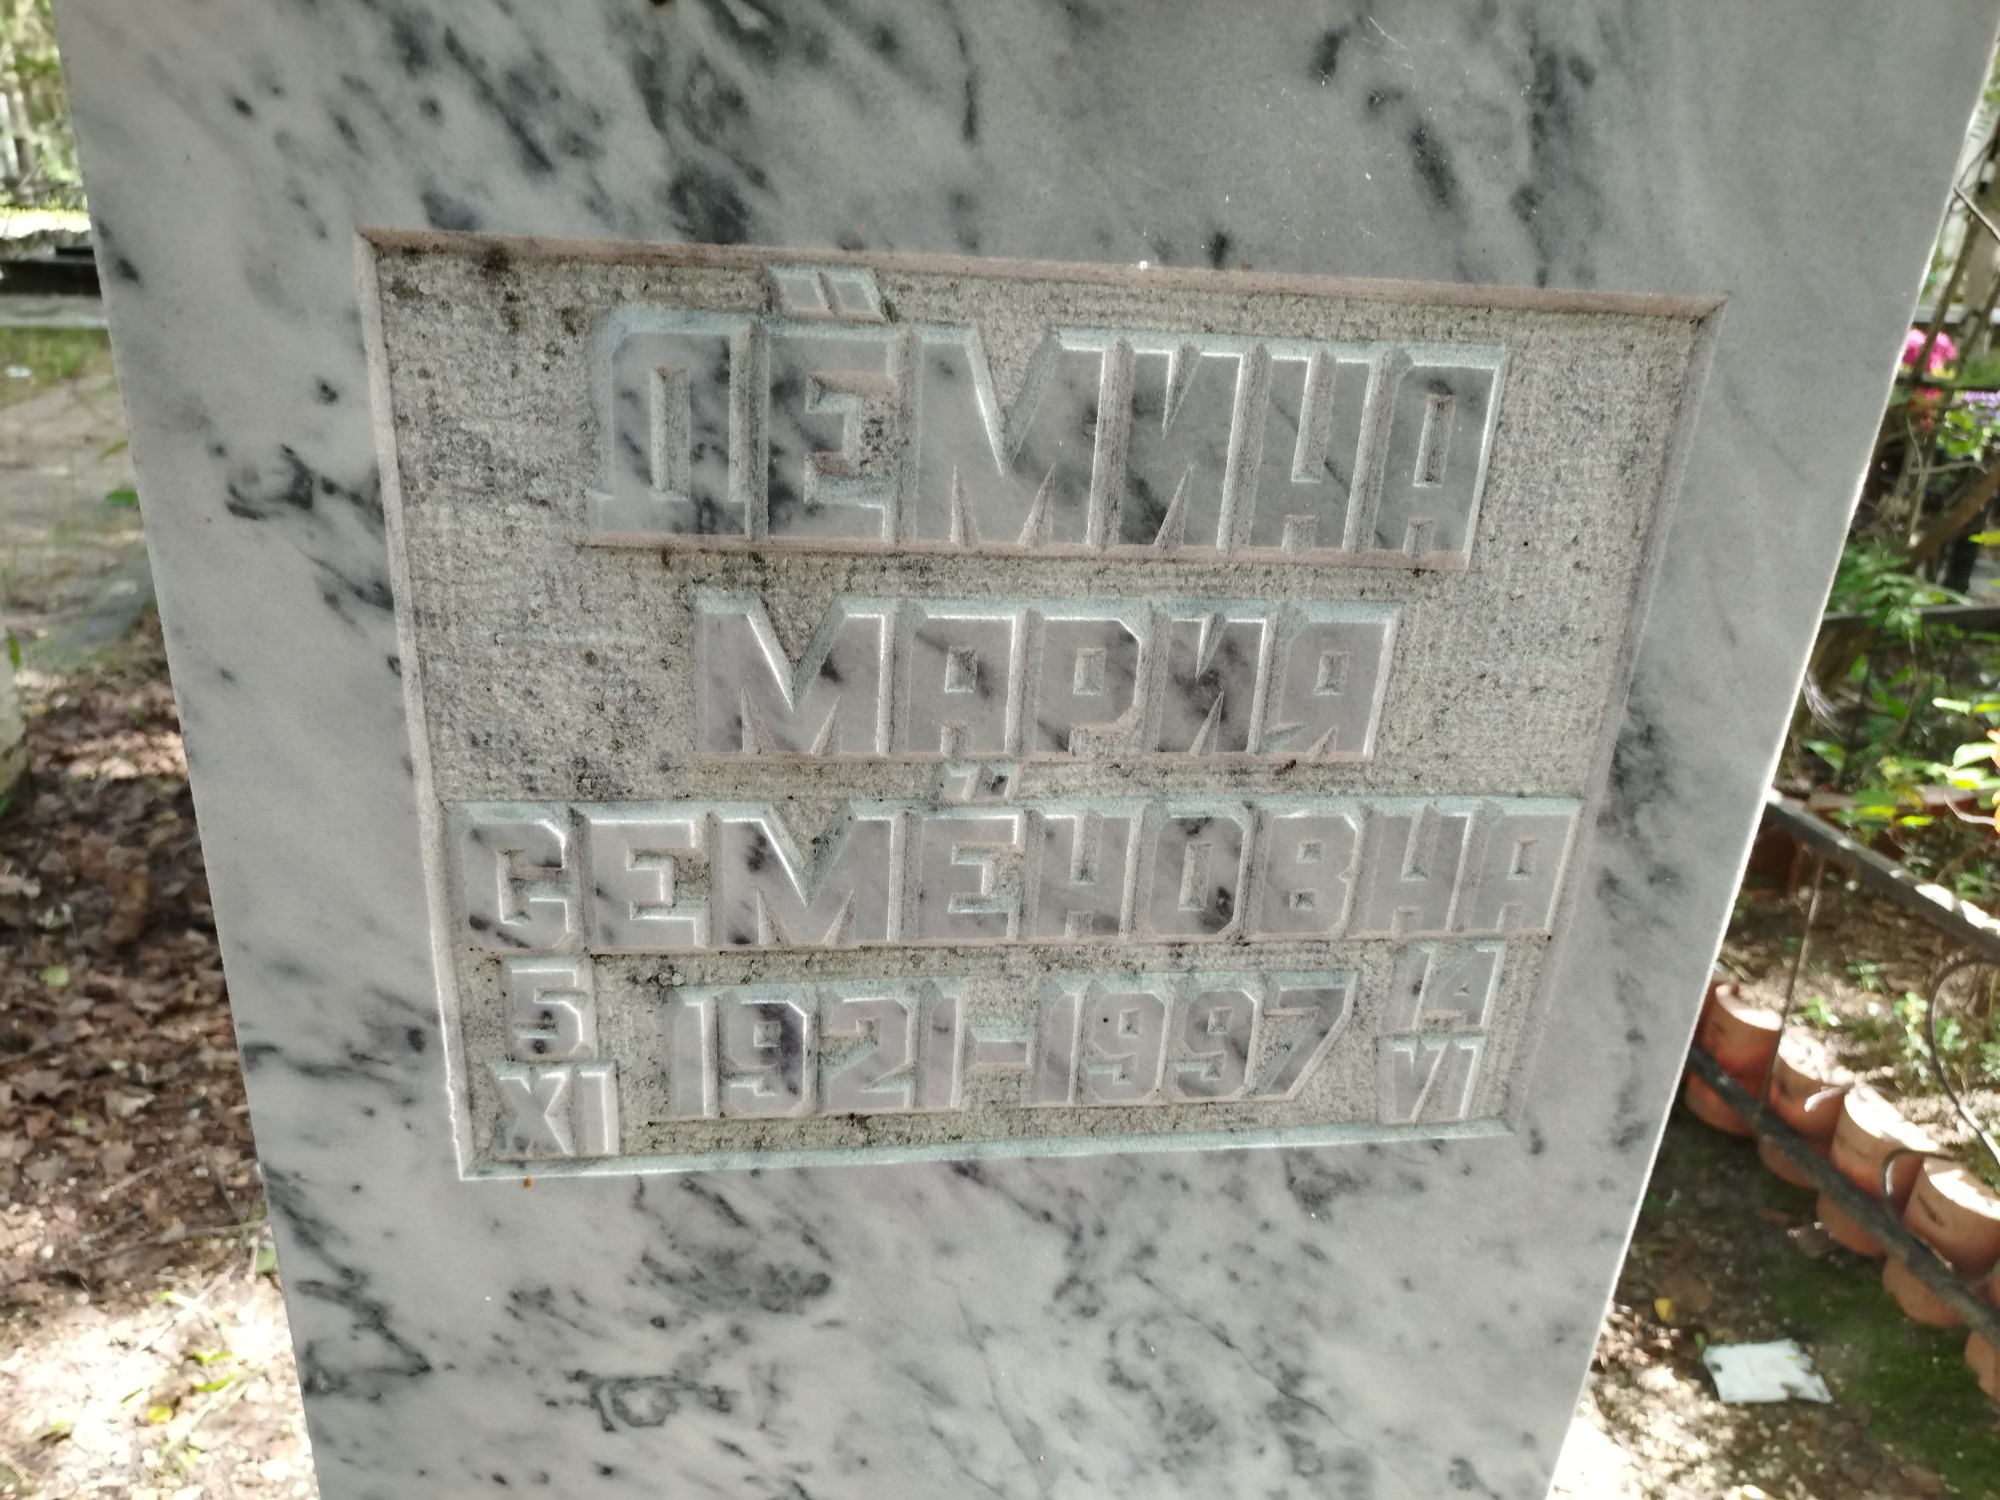 ДЁМИНА
МАРИЯ
СЕМЁНОВНА
5 1921-1997 14
XI VI